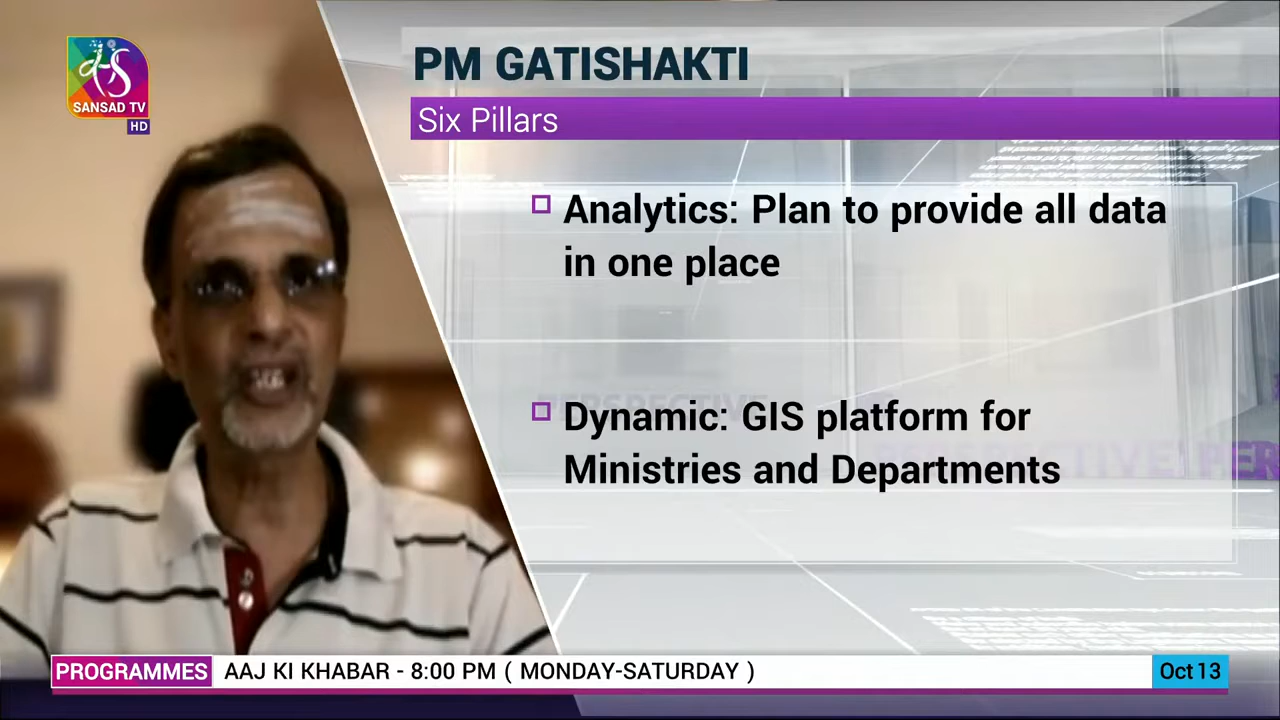 SANSAD TV
HD
PM GATISHAKTI
Six Pillars
Analytics: Plan to provide all data
in one place
Dynamic: GIS platform for
Ministries and Departments
PERSPECTIVE
PROGRAMMES
AAJ KI KHABAR - 8:00 PM ( MONDAY-SATURDAY )
Oct 13